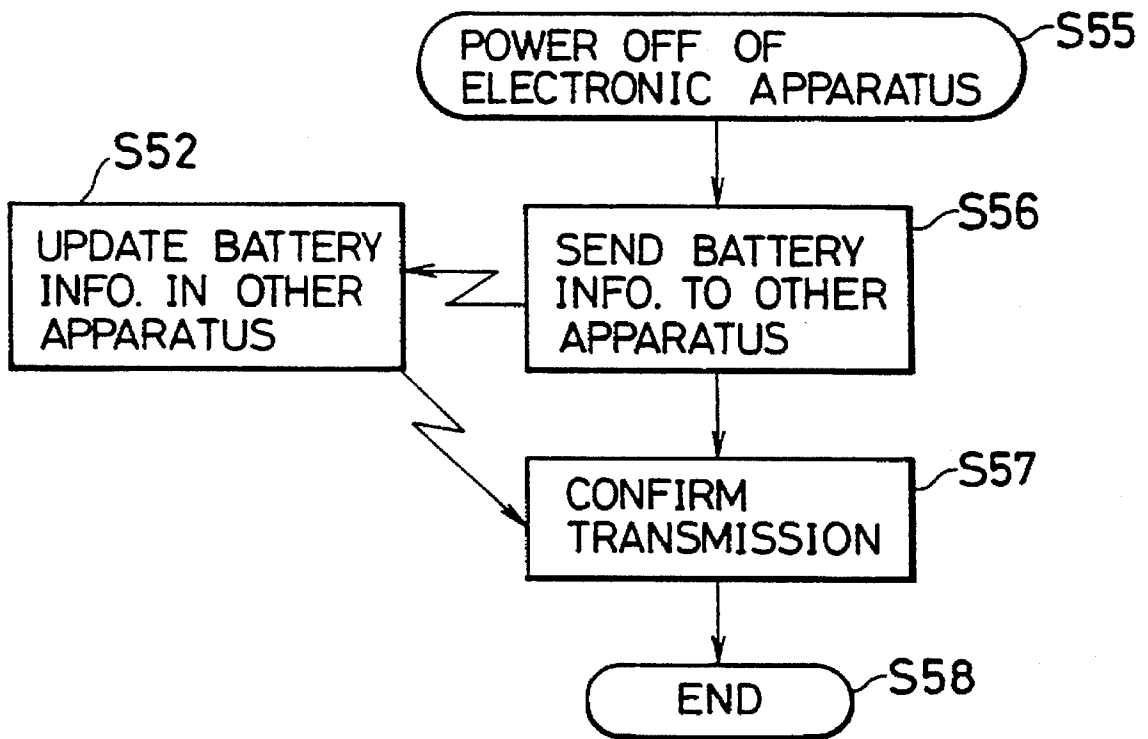 POWER OFF OF
ELECTRONIC APPARATUS
S55
S52
UPDATE BATTERY
INFO. IN OTHER
APPARATUS
S56
SEND BATTERY
INFO. TO OTHER
APPARATUS
S57
CONFIRM
TRANSMISSION
END
S58